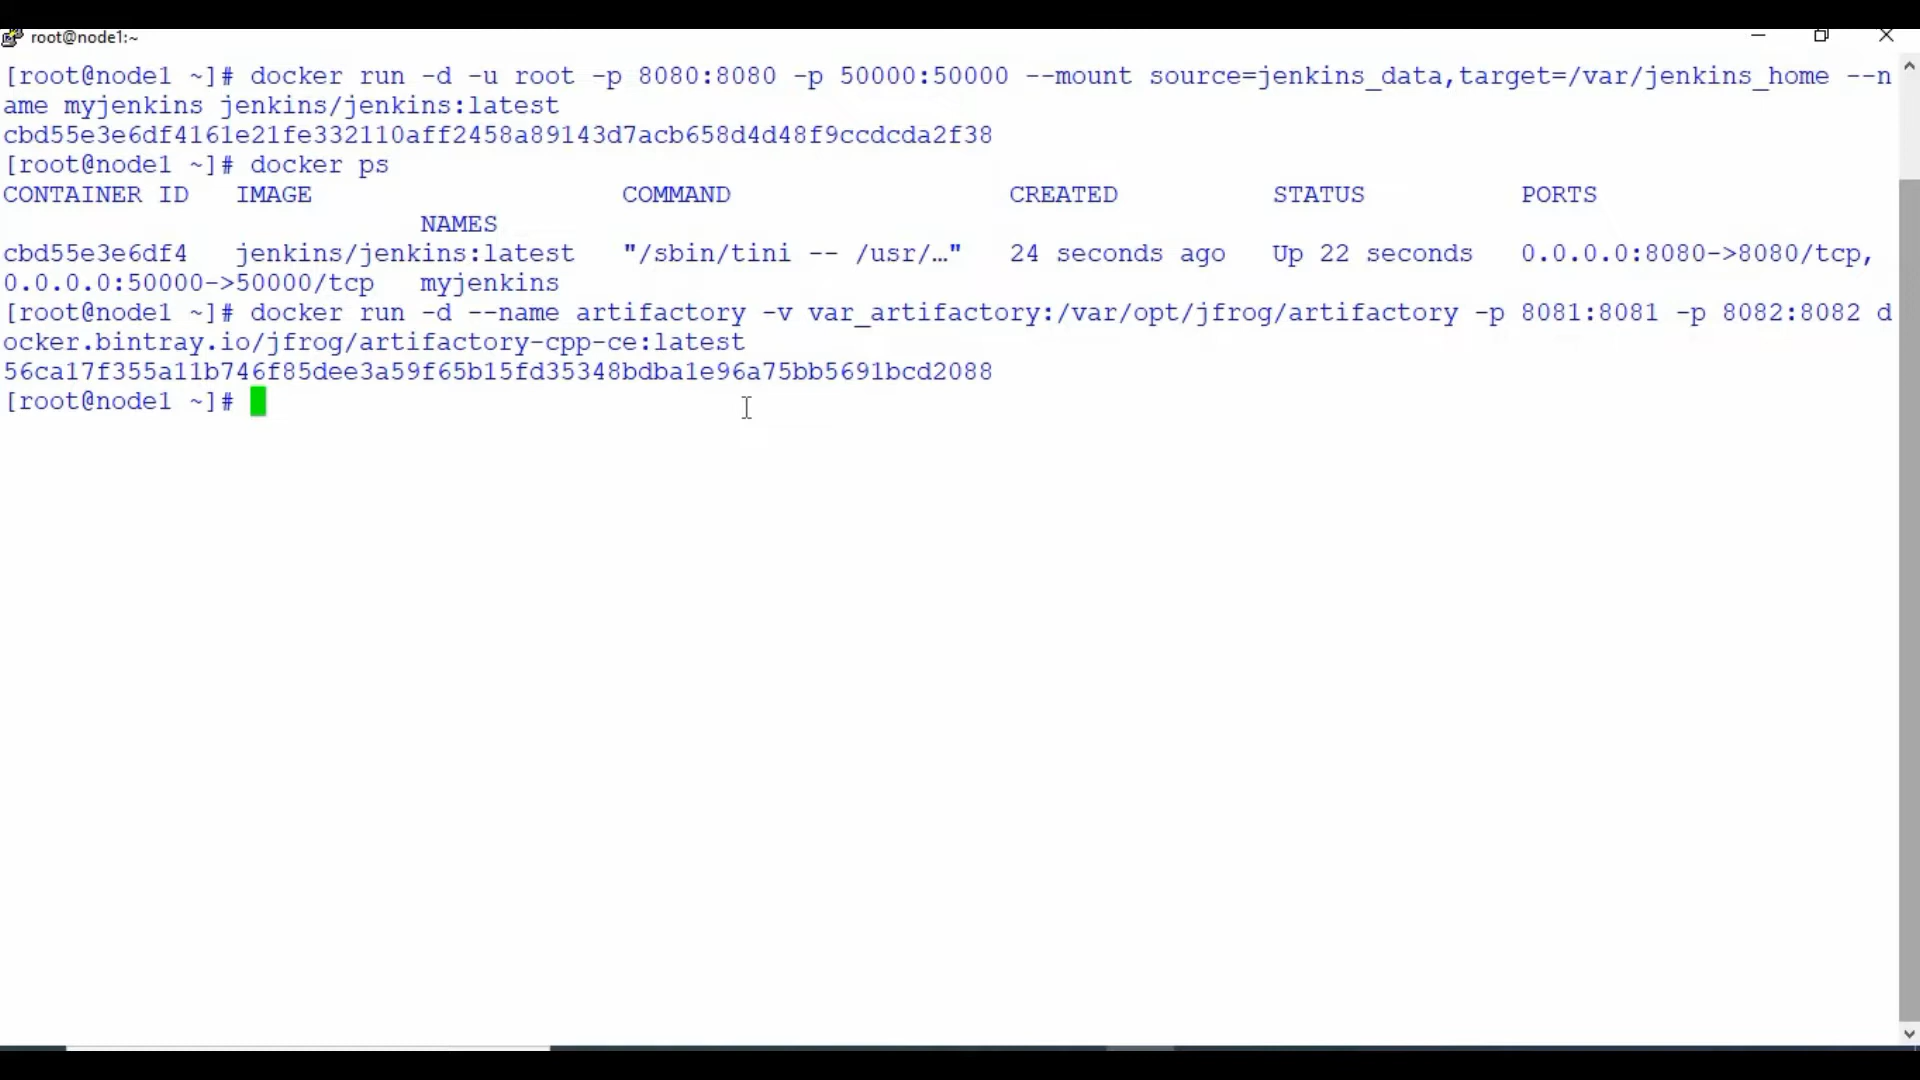 root@node1:~
[root@node1 ~]# docker run -d -u root -p 8080:8080 -p 50000:50000 --mount source=jenkins_data,target=/var/jenkins_home --n
ame myjenkins jenkins/jenkins:latest
cbd55e3e6df4161e21fe332110aff2458a89143d7acb658d4d48f9ccdcda2f38
[root@node1 ~]# docker ps
CONTAINER ID   IMAGE                    COMMAND                  CREATED          STATUS          PORTS
                           NAMES
cbd55e3e6df4   jenkins/jenkins:latest   "/sbin/tini -- /usr/…"   24 seconds ago   Up 22 seconds   0.0.0.0:8080->8080/tcp,
0.0.0.0:50000->50000/tcp   myjenkins
[root@node1 ~]# docker run -d --name artifactory -v var_artifactory:/var/opt/jfrog/artifactory -p 8081:8081 -p 8082:8082 d
ocker.bintray.io/jfrog/artifactory-cpp-ce:latest
56ca17f355a11b746f85dee3a59f65b15fd35348bdba1e96a75bb5691bcd2088
[root@node1 ~]#